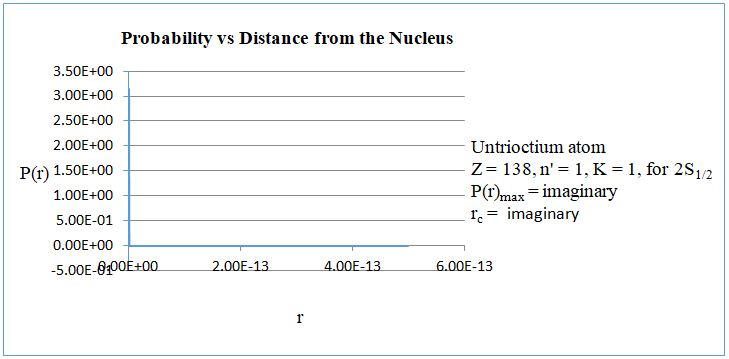 Probability vs Distance from the Nucleus
3.50E+00
3.00E+00
2.50E+00
2.00E+00
P(r) 1.50E+00
1.00E+00
5.00E-01
0.00E+00
-5.00E-01
0.00E+00 2.00E-13 4.00E-13 6.00E-13
r
Untrioctium atom
Z = 138, n' = 1, K = 1, for 2S1/2
P(r)max = imaginary
rc = imaginary